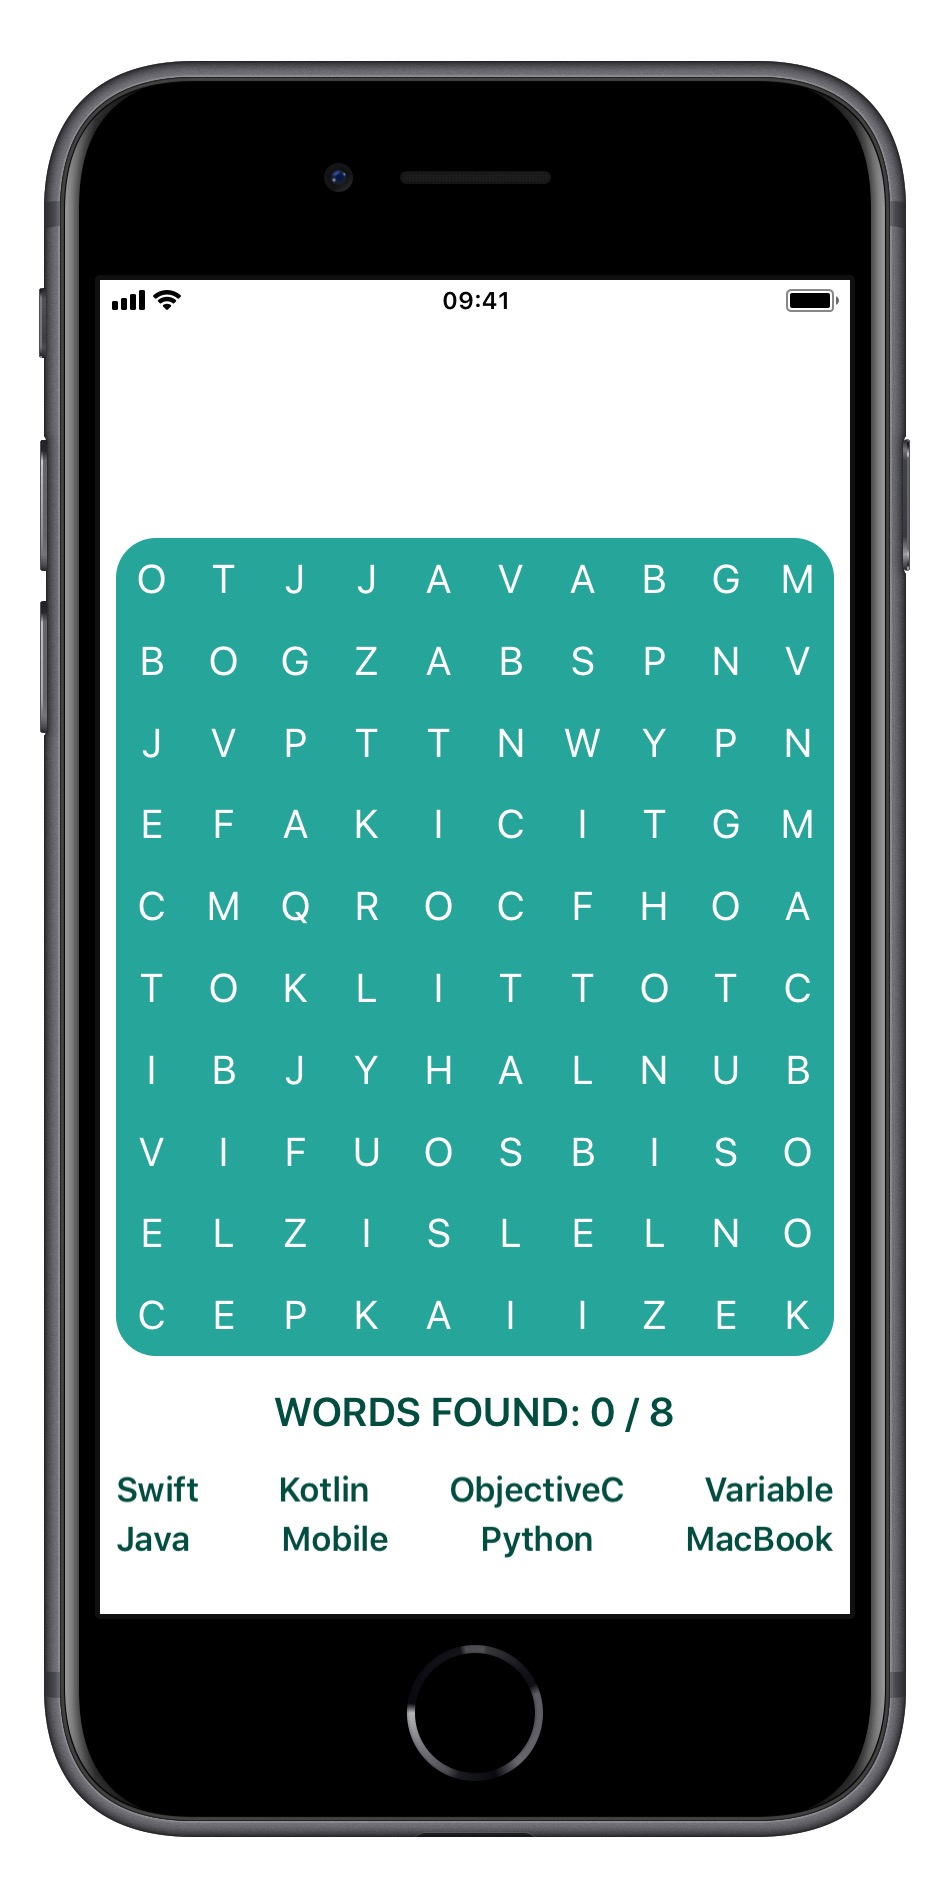 09:41
O T J J A V A B G M
B O G Z A B S P N V
J V P T T N W Y P N
E F A K I C I T G M
C M Q R O C F H O A
T O K L I T T O T C
I B J Y H A L N U B
V I F U O S B I S O
E L Z I S L E L N O
C E P K A I I Z E K
WORDS FOUND: 0 / 8
Swift Kotlin ObjectiveC Variable
Java Mobile Python MacBook